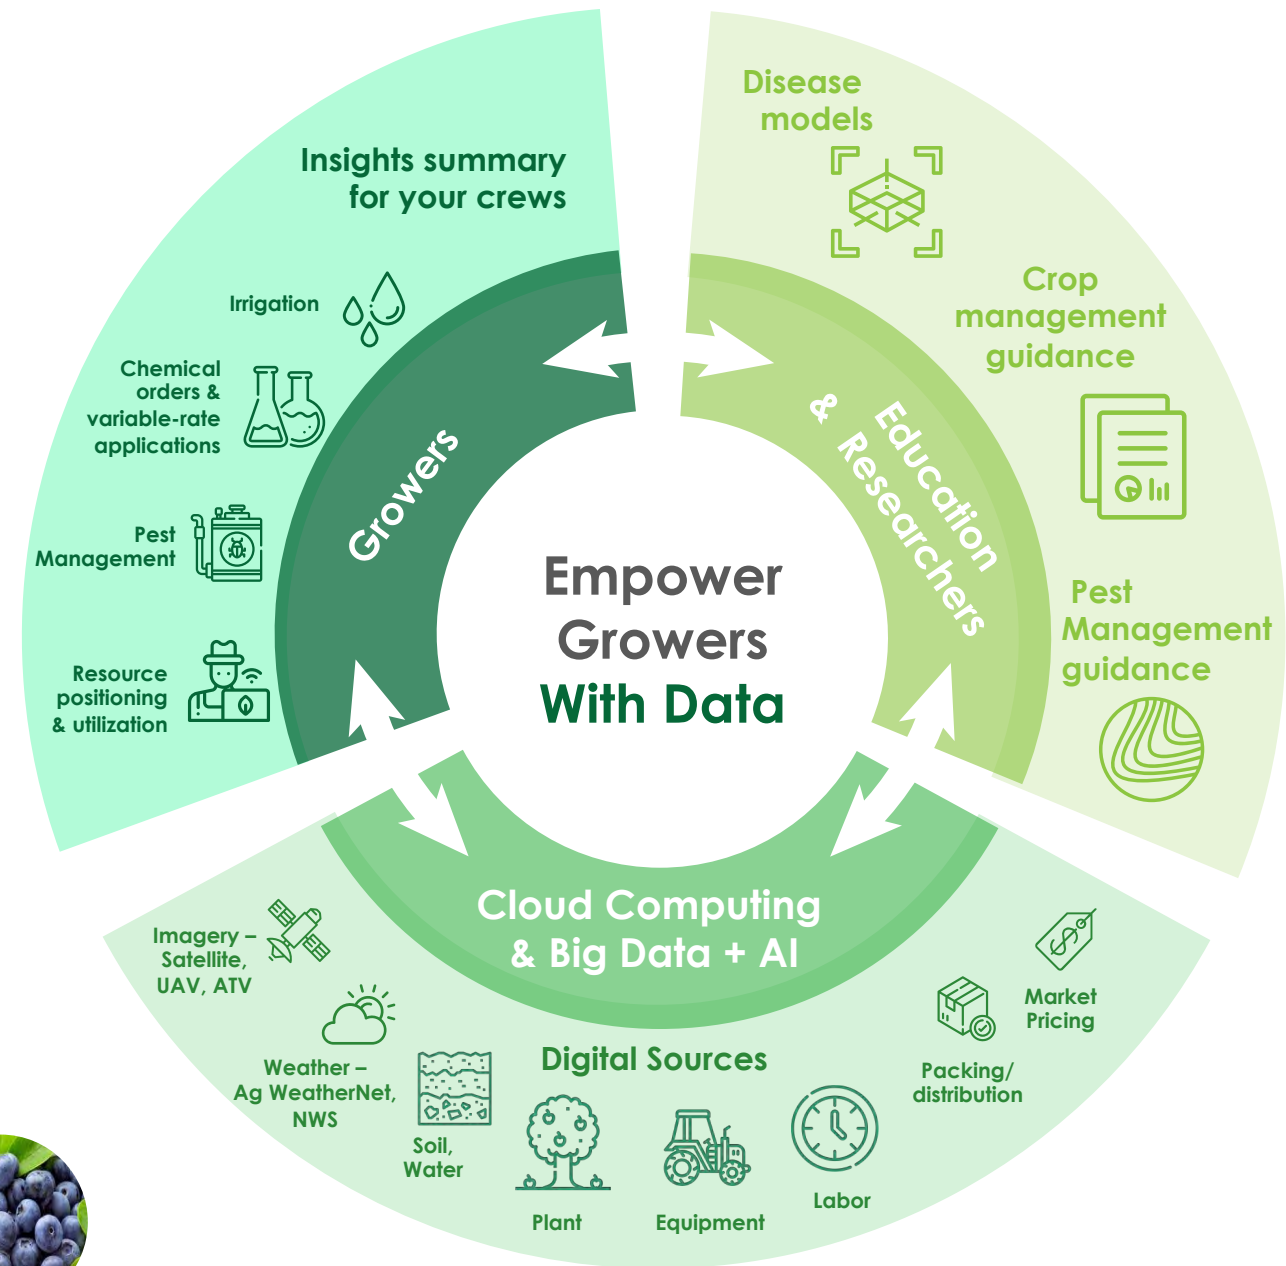 Insights summary
for your crews
Irrigation
Chemical
orders &
variable-rate
applications
Pest
Management
Resource
positioning
& utilization
Growers
Disease
models
Crop
management
guidance
Pest
Management
guidance
Education
& Researchers
Empower
Growers
With Data
Cloud Computing
& Big Data + AI
Digital Sources
Imagery –
Satellite,
UAV, ATV
Weather –
Ag WeatherNet,
NWS
Soil,
Water
Plant
Equipment
Labor
Packing/
distribution
Market
Pricing